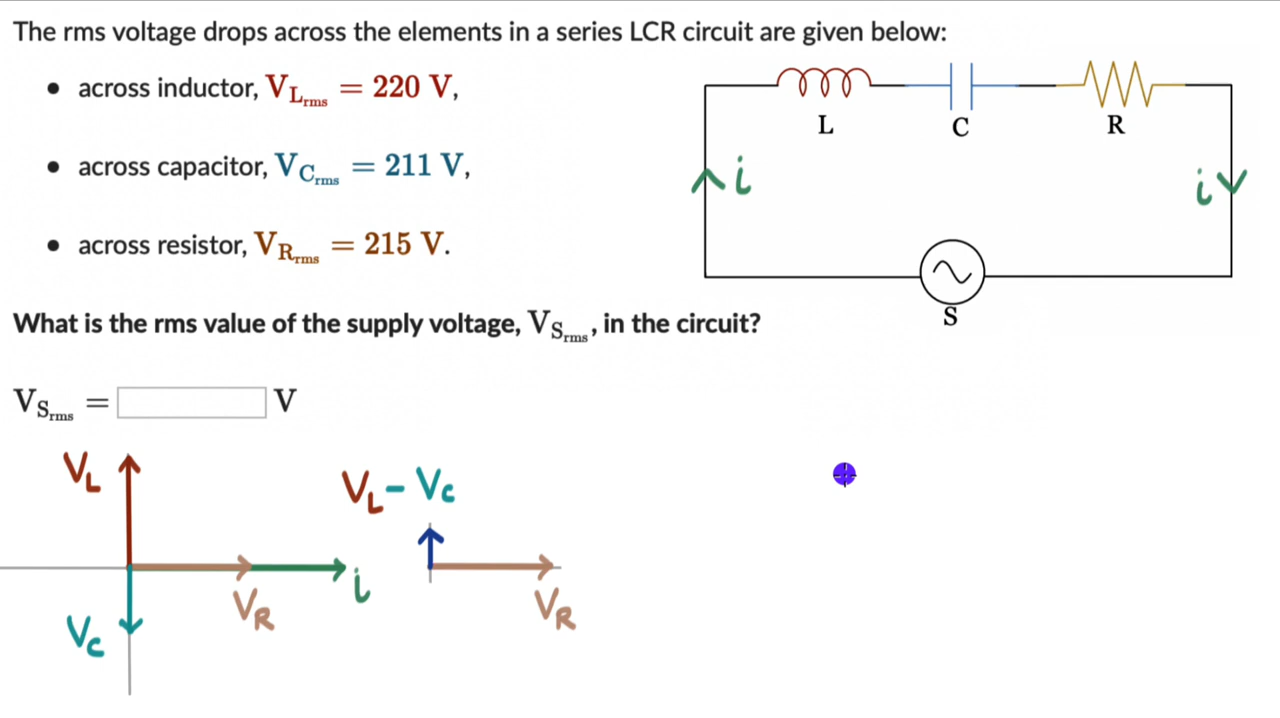 The rms voltage drops across the elements in a series LCR circuit are given below:
• across inductor, V_L_rms = 220 V,
L
C
R
• across capacitor, V_C_rms = 211 V,
i
i
• across resistor, V_R_rms = 215 V.
S
What is the rms value of the supply voltage, V_S_rms, in the circuit?
V_S_rms = V
V_L
V_L - V_C
i
V_R
V_R
V_C